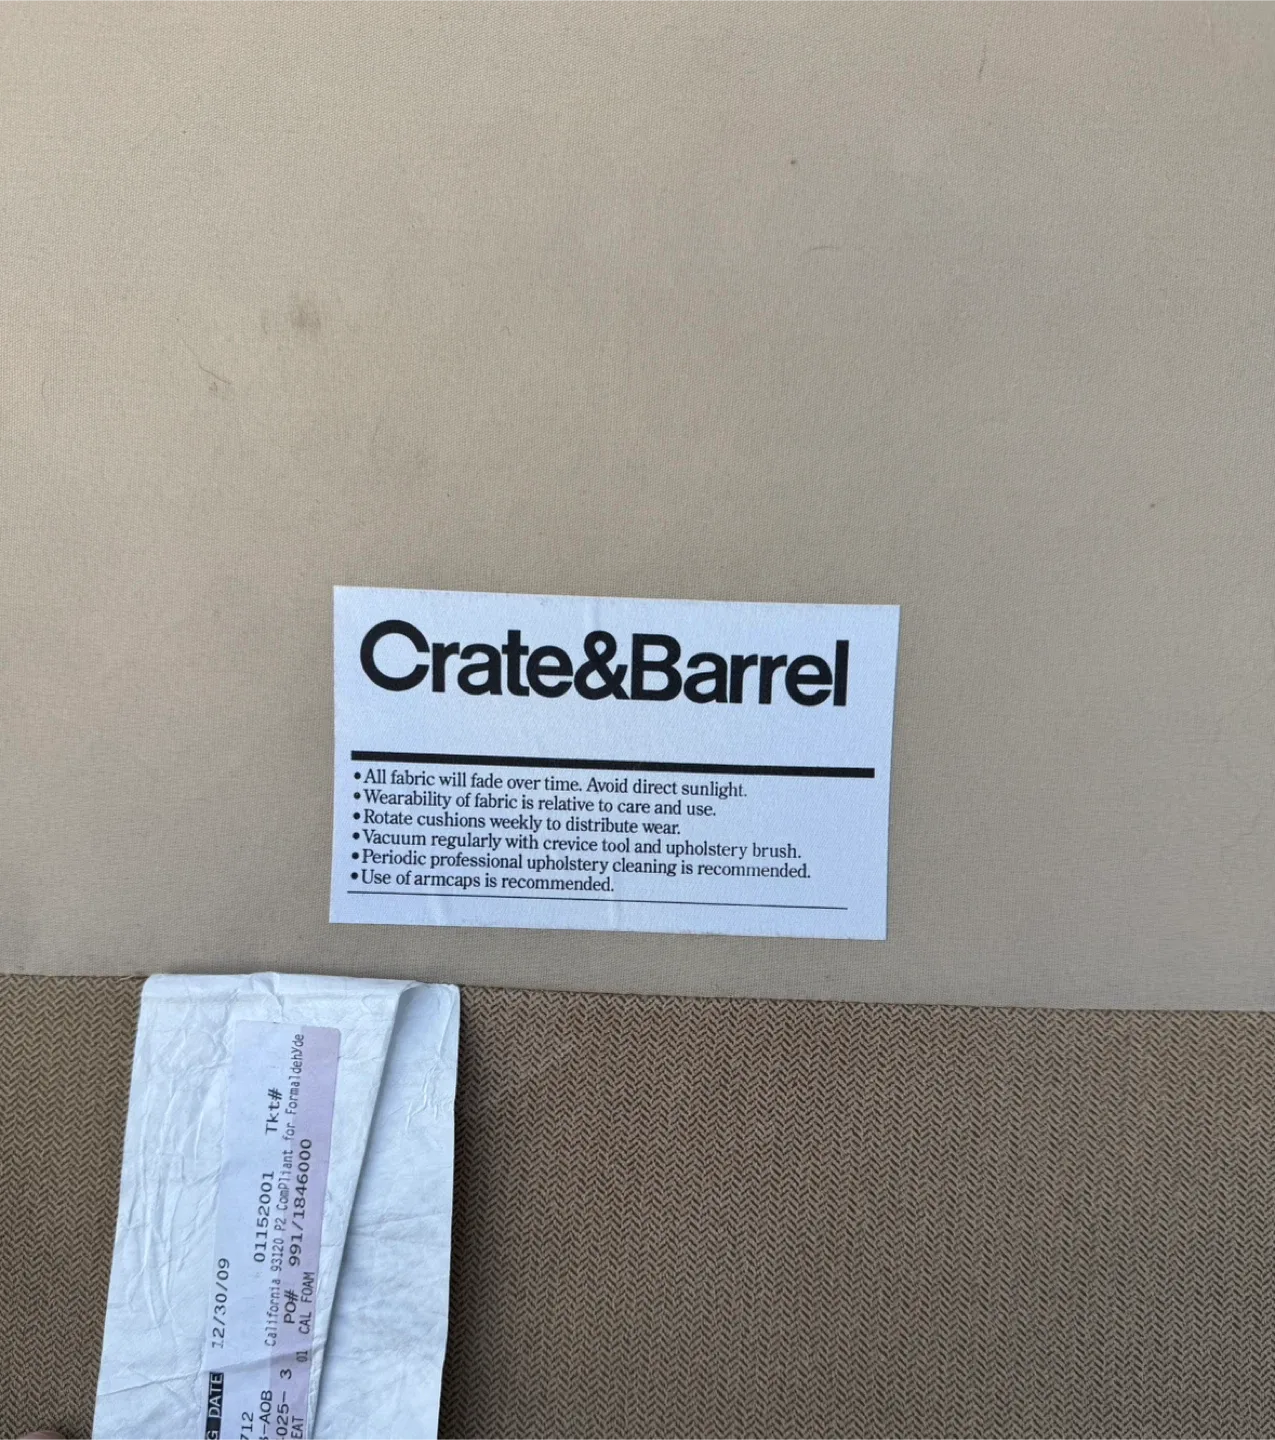 Crate&Barrel
•All fabric will fade over time. Avoid direct sunlight.
•Wearability of fabric is relative to care and use.
•Rotate cushions weekly to distribute wear.
•Vacuum regularly with crevice tool and upholstery brush.
•Periodic professional upholstery cleaning is recommended.
•Use of armcaps is recommended.
G DATE 12/30/09
712
-AOB 01152001 Tkt#
025- 3 California 93120 P2 ComPliant for Formaldehyde
EAT PO# 991/1846000
01 CAL FOAM